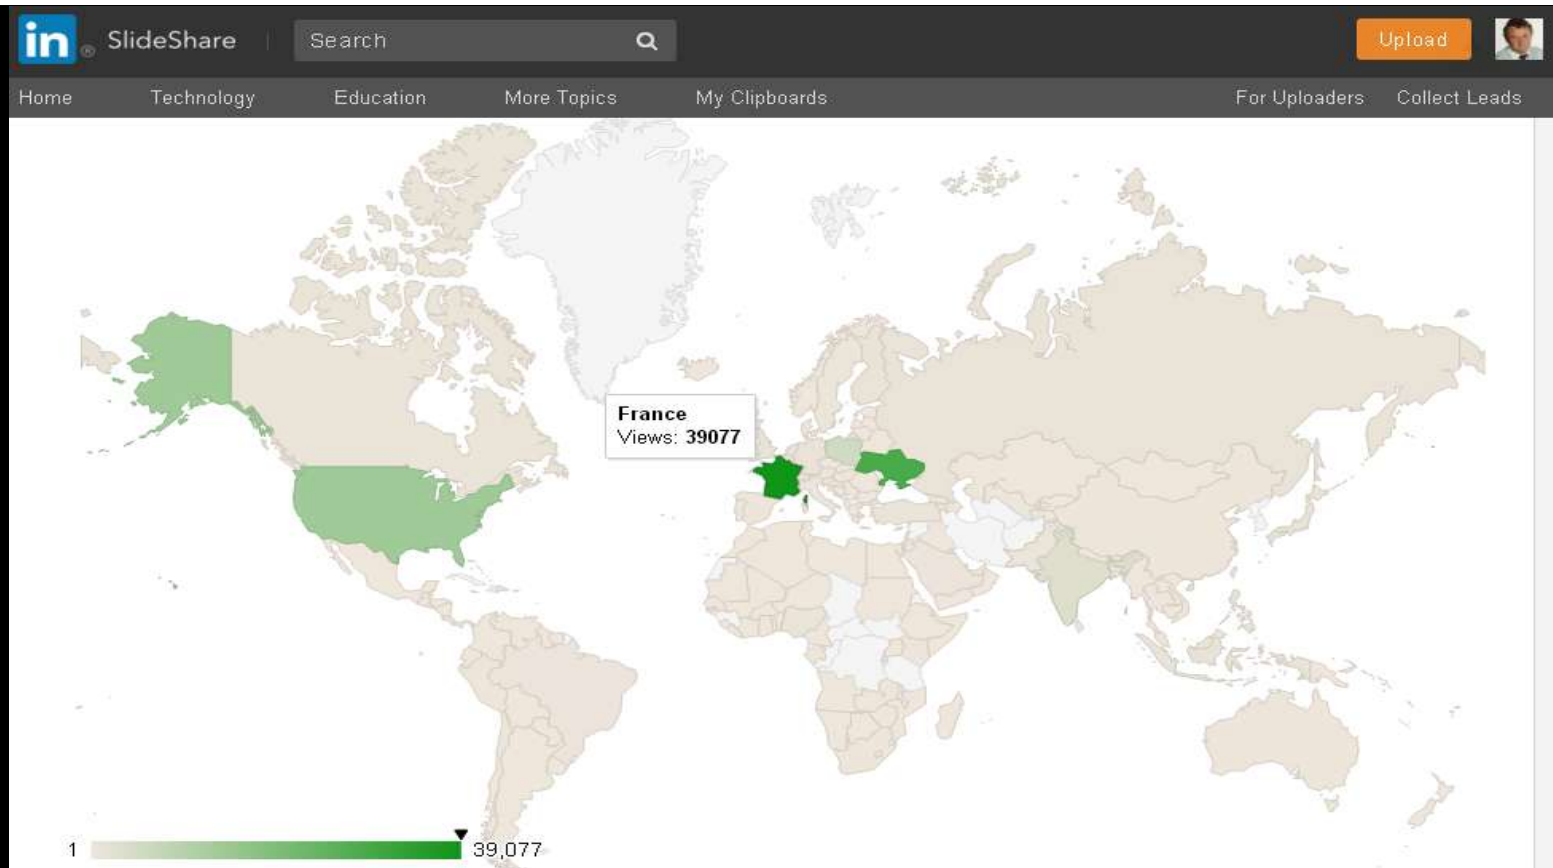 in ® SlideShare Search Upload
Home Technology Education More Topics My Clipboards For Uploaders Collect Leads
France
Views: 39077
1 39,077